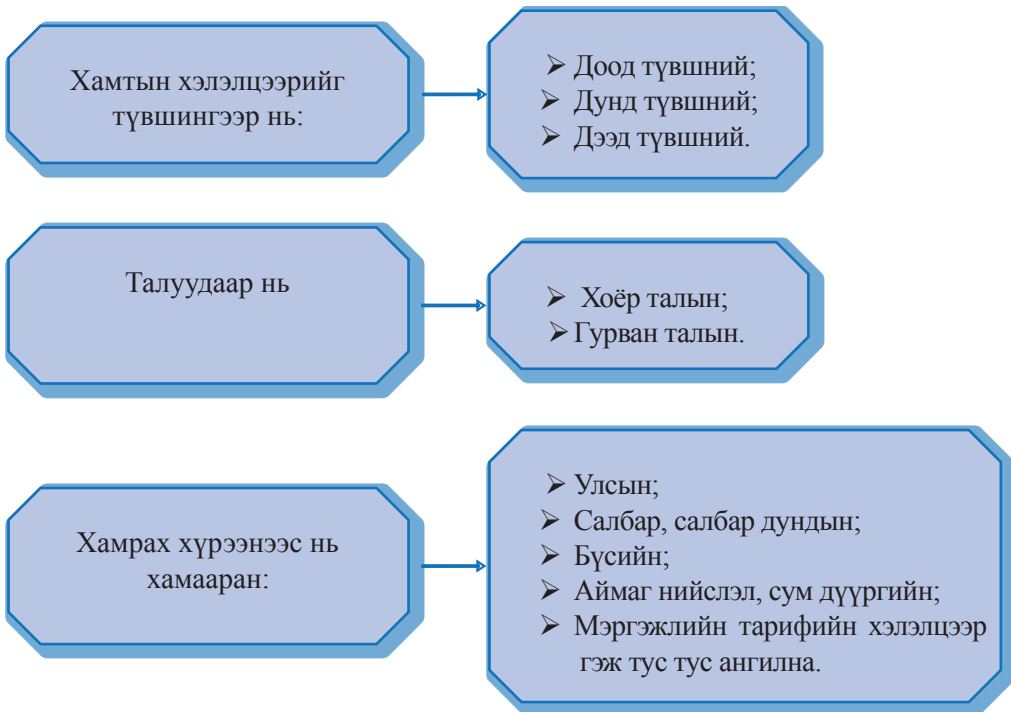 Хамтын хэлэлцээрийг
түвшингээр нь:
➢ Доод түвшний;
➢ Дунд түвшний;
➢ Дээд түвшний.
Талуудаар нь
➢ Хоёр талын;
➢ Гурван талын.
Хамрах хүрээнээс нь
хамааран:
➢ Улсын;
➢ Салбар, салбар дундын;
➢ Бүсийн;
➢ Аймаг нийслэл, сум дүүргийн;
➢ Мэргэжлийн тарифийн хэлэлцээр
гэж тус тус ангилна.